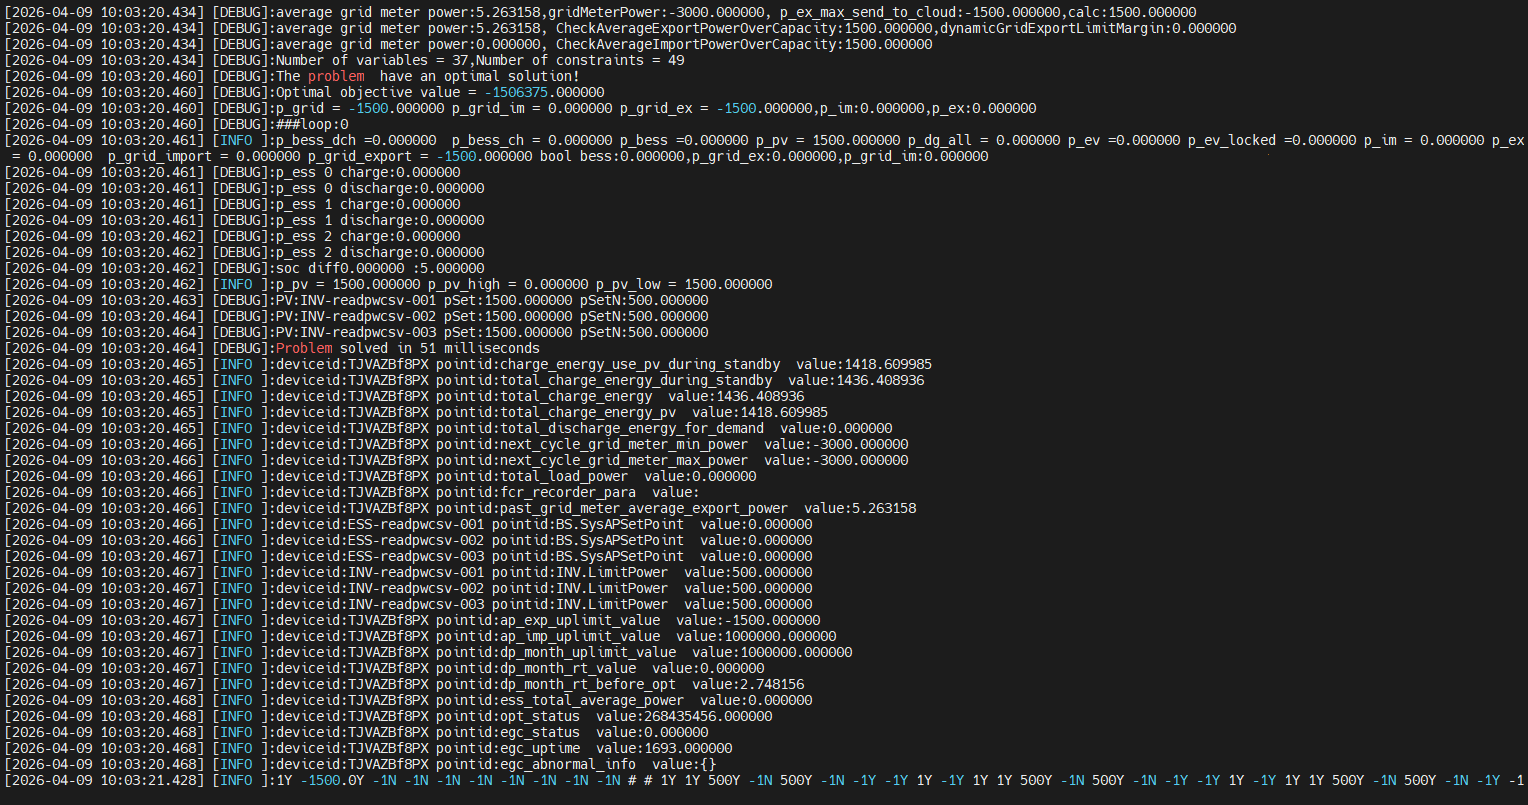 [2026-04-09 10:03:20.434] [DEBUG]:average grid meter power:5.263158,gridMeterPower:-3000.000000, p_ex_max_send_to_cloud:-1500.000000,calc:1500.000000
[2026-04-09 10:03:20.434] [DEBUG]:average grid meter power:5.263158, CheckAverageExportPowerOverCapacity:1500.000000,dynamicGridExportLimitMargin:0.000000
[2026-04-09 10:03:20.434] [DEBUG]:average grid meter power:0.000000, CheckAverageImportPowerOverCapacity:1500.000000
[2026-04-09 10:03:20.434] [DEBUG]:Number of variables = 37,Number of constraints = 49
[2026-04-09 10:03:20.460] [DEBUG]:The problem  have an optimal solution!
[2026-04-09 10:03:20.460] [DEBUG]:Optimal objective value = -1506375.000000
[2026-04-09 10:03:20.460] [DEBUG]:p_grid = -1500.000000 p_grid_im = 0.000000 p_grid_ex = -1500.000000,p_im:0.000000,p_ex:0.000000
[2026-04-09 10:03:20.460] [DEBUG]:###loop:0
[2026-04-09 10:03:20.461] [INFO ]:p_bess_dch =0.000000  p_bess_ch = 0.000000 p_bess =0.000000 p_pv = 1500.000000 p_dg_all = 0.000000 p_ev =0.000000 p_ev_locked =0.000000 p_im = 0.000000 p_ex
 = 0.000000  p_grid_import = 0.000000 p_grid_export = -1500.000000 bool bess:0.000000,p_grid_ex:0.000000,p_grid_im:0.000000
[2026-04-09 10:03:20.461] [DEBUG]:p_ess 0 charge:0.000000
[2026-04-09 10:03:20.461] [DEBUG]:p_ess 0 discharge:0.000000
[2026-04-09 10:03:20.461] [DEBUG]:p_ess 1 charge:0.000000
[2026-04-09 10:03:20.461] [DEBUG]:p_ess 1 discharge:0.000000
[2026-04-09 10:03:20.462] [DEBUG]:p_ess 2 charge:0.000000
[2026-04-09 10:03:20.462] [DEBUG]:p_ess 2 discharge:0.000000
[2026-04-09 10:03:20.462] [DEBUG]:soc diff0.000000 :5.000000
[2026-04-09 10:03:20.462] [INFO ]:p_pv = 1500.000000 p_pv_high = 0.000000 p_pv_low = 1500.000000
[2026-04-09 10:03:20.463] [DEBUG]:PV:INV-readpwcsv-001 pSet:1500.000000 pSetN:500.000000
[2026-04-09 10:03:20.464] [DEBUG]:PV:INV-readpwcsv-002 pSet:1500.000000 pSetN:500.000000
[2026-04-09 10:03:20.464] [DEBUG]:PV:INV-readpwcsv-003 pSet:1500.000000 pSetN:500.000000
[2026-04-09 10:03:20.464] [DEBUG]:Problem solved in 51 milliseconds
[2026-04-09 10:03:20.465] [INFO ]:deviceid:TJVAZBf8PX pointid:charge_energy_use_pv_during_standby  value:1418.609985
[2026-04-09 10:03:20.465] [INFO ]:deviceid:TJVAZBf8PX pointid:total_charge_energy_during_standby  value:1436.408936
[2026-04-09 10:03:20.465] [INFO ]:deviceid:TJVAZBf8PX pointid:total_charge_energy  value:1436.408936
[2026-04-09 10:03:20.465] [INFO ]:deviceid:TJVAZBf8PX pointid:total_charge_energy_pv  value:1418.609985
[2026-04-09 10:03:20.465] [INFO ]:deviceid:TJVAZBf8PX pointid:total_discharge_energy_for_demand  value:0.000000
[2026-04-09 10:03:20.466] [INFO ]:deviceid:TJVAZBf8PX pointid:next_cycle_grid_meter_min_power  value:-3000.000000
[2026-04-09 10:03:20.466] [INFO ]:deviceid:TJVAZBf8PX pointid:next_cycle_grid_meter_max_power  value:-3000.000000
[2026-04-09 10:03:20.466] [INFO ]:deviceid:TJVAZBf8PX pointid:total_load_power  value:0.000000
[2026-04-09 10:03:20.466] [INFO ]:deviceid:TJVAZBf8PX pointid:fcr_recorder_para  value:
[2026-04-09 10:03:20.466] [INFO ]:deviceid:TJVAZBf8PX pointid:past_grid_meter_average_export_power  value:5.263158
[2026-04-09 10:03:20.466] [INFO ]:deviceid:ESS-readpwcsv-001 pointid:BS.SysAPSetPoint  value:0.000000
[2026-04-09 10:03:20.466] [INFO ]:deviceid:ESS-readpwcsv-002 pointid:BS.SysAPSetPoint  value:0.000000
[2026-04-09 10:03:20.467] [INFO ]:deviceid:ESS-readpwcsv-003 pointid:BS.SysAPSetPoint  value:0.000000
[2026-04-09 10:03:20.467] [INFO ]:deviceid:INV-readpwcsv-001 pointid:INV.LimitPower  value:500.000000
[2026-04-09 10:03:20.467] [INFO ]:deviceid:INV-readpwcsv-002 pointid:INV.LimitPower  value:500.000000
[2026-04-09 10:03:20.467] [INFO ]:deviceid:INV-readpwcsv-003 pointid:INV.LimitPower  value:500.000000
[2026-04-09 10:03:20.467] [INFO ]:deviceid:TJVAZBf8PX pointid:ap_exp_uplimit_value  value:-1500.000000
[2026-04-09 10:03:20.467] [INFO ]:deviceid:TJVAZBf8PX pointid:ap_imp_uplimit_value  value:1000000.000000
[2026-04-09 10:03:20.467] [INFO ]:deviceid:TJVAZBf8PX pointid:dp_month_uplimit_value  value:1000000.000000
[2026-04-09 10:03:20.467] [INFO ]:deviceid:TJVAZBf8PX pointid:dp_month_rt_value  value:0.000000
[2026-04-09 10:03:20.467] [INFO ]:deviceid:TJVAZBf8PX pointid:dp_month_rt_before_opt  value:2.748156
[2026-04-09 10:03:20.468] [INFO ]:deviceid:TJVAZBf8PX pointid:ess_total_average_power  value:0.000000
[2026-04-09 10:03:20.468] [INFO ]:deviceid:TJVAZBf8PX pointid:opt_status  value:268435456.000000
[2026-04-09 10:03:20.468] [INFO ]:deviceid:TJVAZBf8PX pointid:egc_status  value:0.000000
[2026-04-09 10:03:20.468] [INFO ]:deviceid:TJVAZBf8PX pointid:egc_uptime  value:1693.000000
[2026-04-09 10:03:20.468] [INFO ]:deviceid:TJVAZBf8PX pointid:egc_abnormal_info  value:{}
[2026-04-09 10:03:21.428] [INFO ]:1Y -1500.0Y -1N -1N -1N -1N -1N -1N -1N -1N # # 1Y 1Y 500Y -1N 500Y -1N -1Y -1Y 1Y -1Y 1Y 1Y 500Y -1N 500Y -1N -1Y -1Y 1Y -1Y 1Y 1Y 500Y -1N 500Y -1N -1Y -1